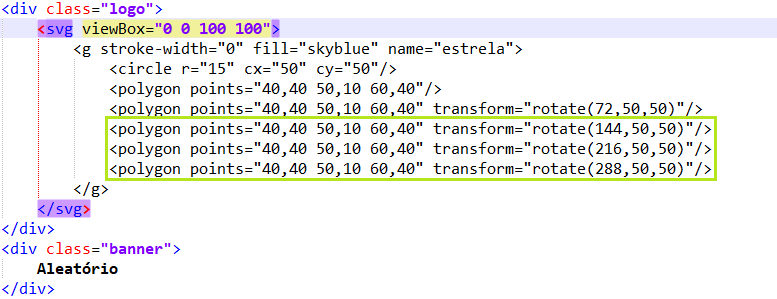 <div class="logo">
<svg viewBox="0 0 100 100">
<g stroke-width="0" fill="skyblue" name="estrela">
<circle r="15" cx="50" cy="50"/>
<polygon points="40,40 50,10 60,40"/>
<polygon points="40,40 50,10 60,40" transform="rotate(72,50,50)"/>
<polygon points="40,40 50,10 60,40" transform="rotate(144,50,50)"/>
<polygon points="40,40 50,10 60,40" transform="rotate(216,50,50)"/>
<polygon points="40,40 50,10 60,40" transform="rotate(288,50,50)"/>
</g>
</svg>
</div>
<div class="banner">
Aleatório
</div>